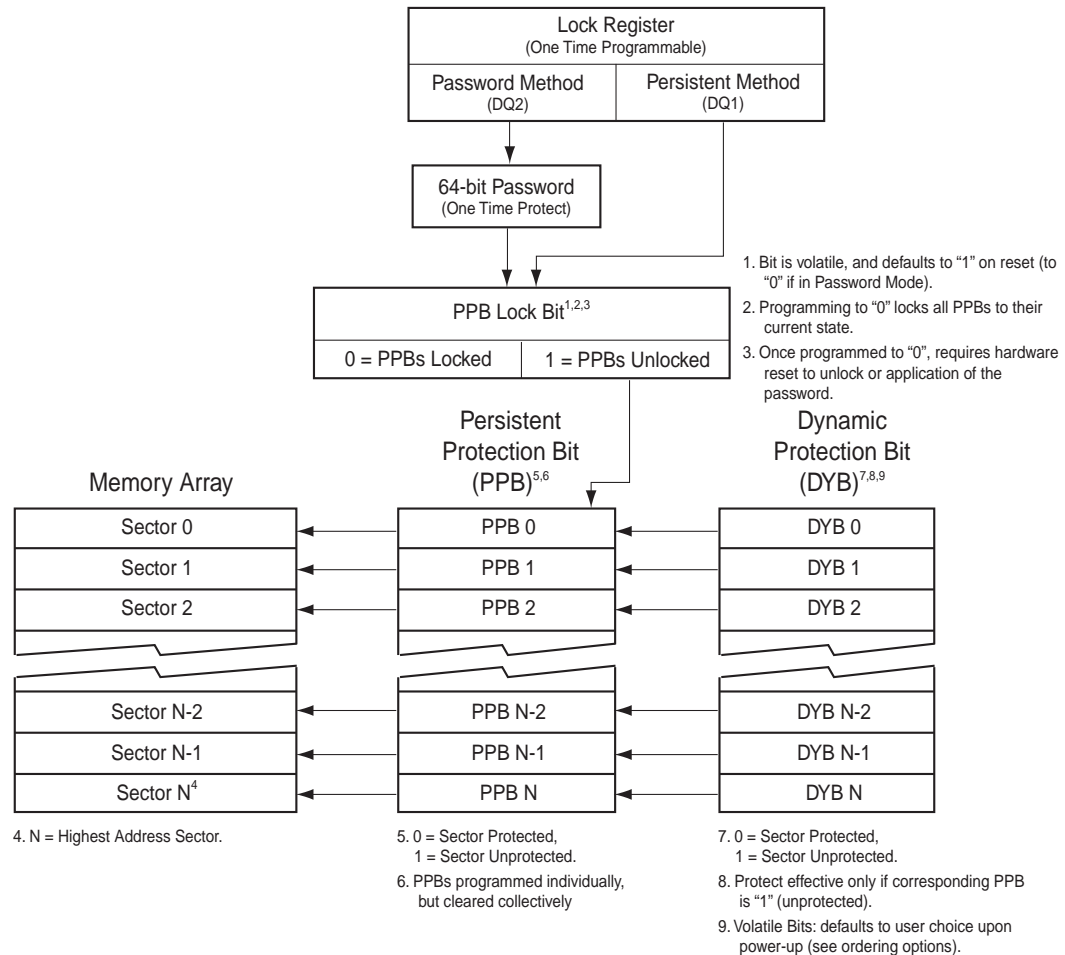 Lock Register
(One Time Programmable)
Password Method
(DQ2)
Persistent Method
(DQ1)
64-bit Password
(One Time Protect)
PPB Lock Bit1,2,3
0 = PPBs Locked
1 = PPBs Unlocked
1. Bit is volatile, and defaults to “1” on reset (to
“0” if in Password Mode).
2. Programming to “0” locks all PPBs to their
current state.
3. Once programmed to “0”, requires hardware
reset to unlock or application of the
password.
Memory Array
Persistent
Protection Bit
(PPB)5,6
Dynamic
Protection Bit
(DYB)7,8,9
Sector 0
PPB 0
DYB 0
Sector 1
PPB 1
DYB 1
Sector 2
PPB 2
DYB 2
Sector N-2
PPB N-2
DYB N-2
Sector N-1
PPB N-1
DYB N-1
Sector N4
PPB N
DYB N
4. N = Highest Address Sector.
5. 0 = Sector Protected,
1 = Sector Unprotected.
6. PPBs programmed individually,
but cleared collectively
7. 0 = Sector Protected,
1 = Sector Unprotected.
8. Protect effective only if corresponding PPB
is “1” (unprotected).
9. Volatile Bits: defaults to user choice upon
power-up (see ordering options).